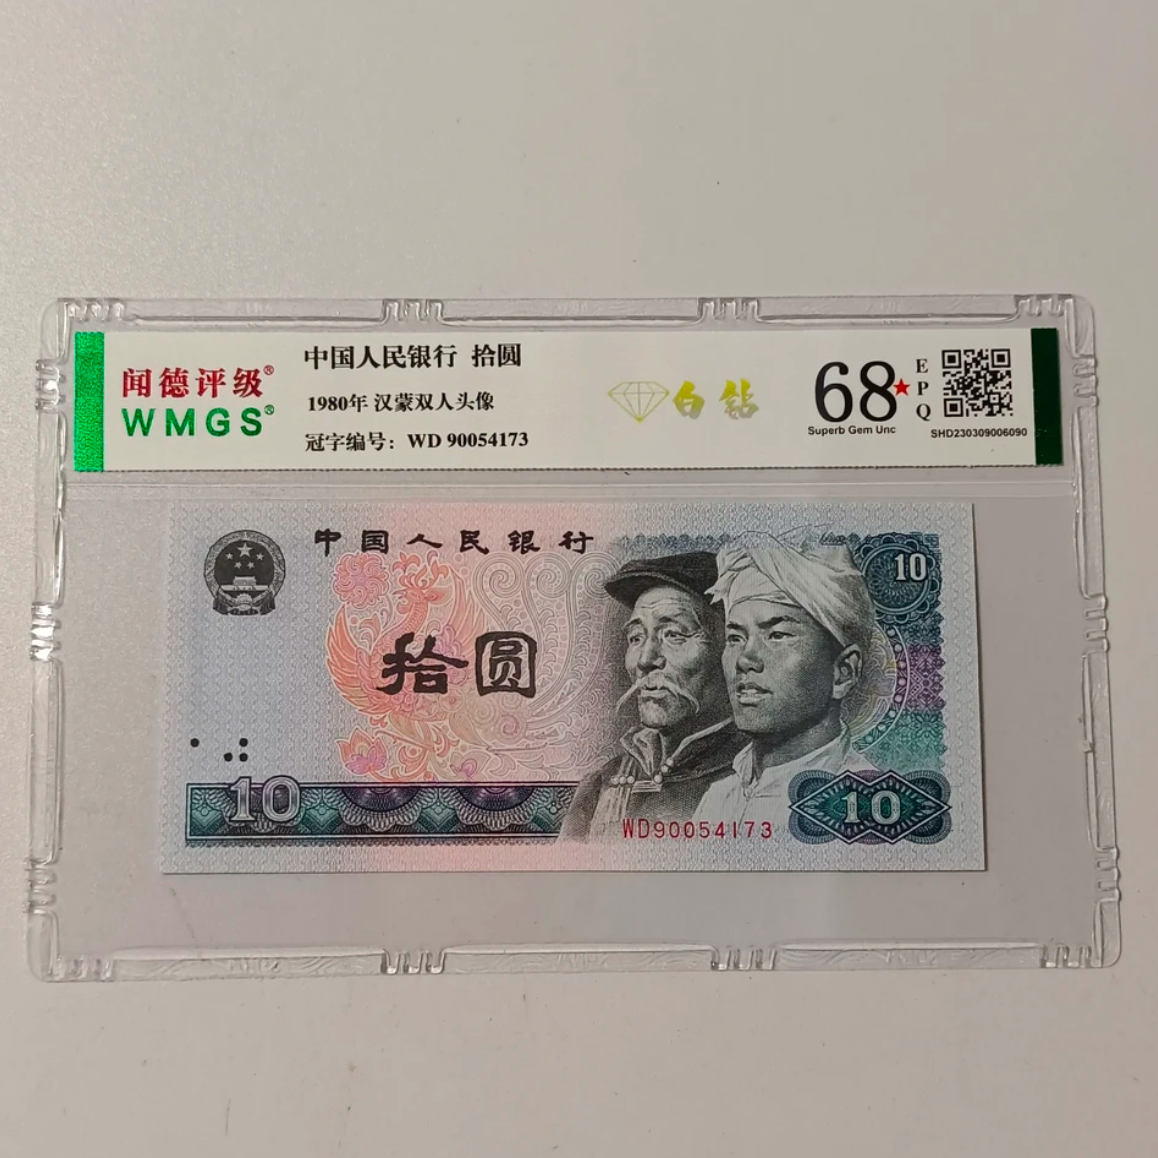 闻德评级®
WMGS®
中国人民银行 拾圆
1980年 汉蒙双人头像
冠字编号：WD 90054173
白钻
68★
EPQ
Superb Gem Unc
SHD230309006090
中国人民银行
10
拾圆
10
WD90054173
10